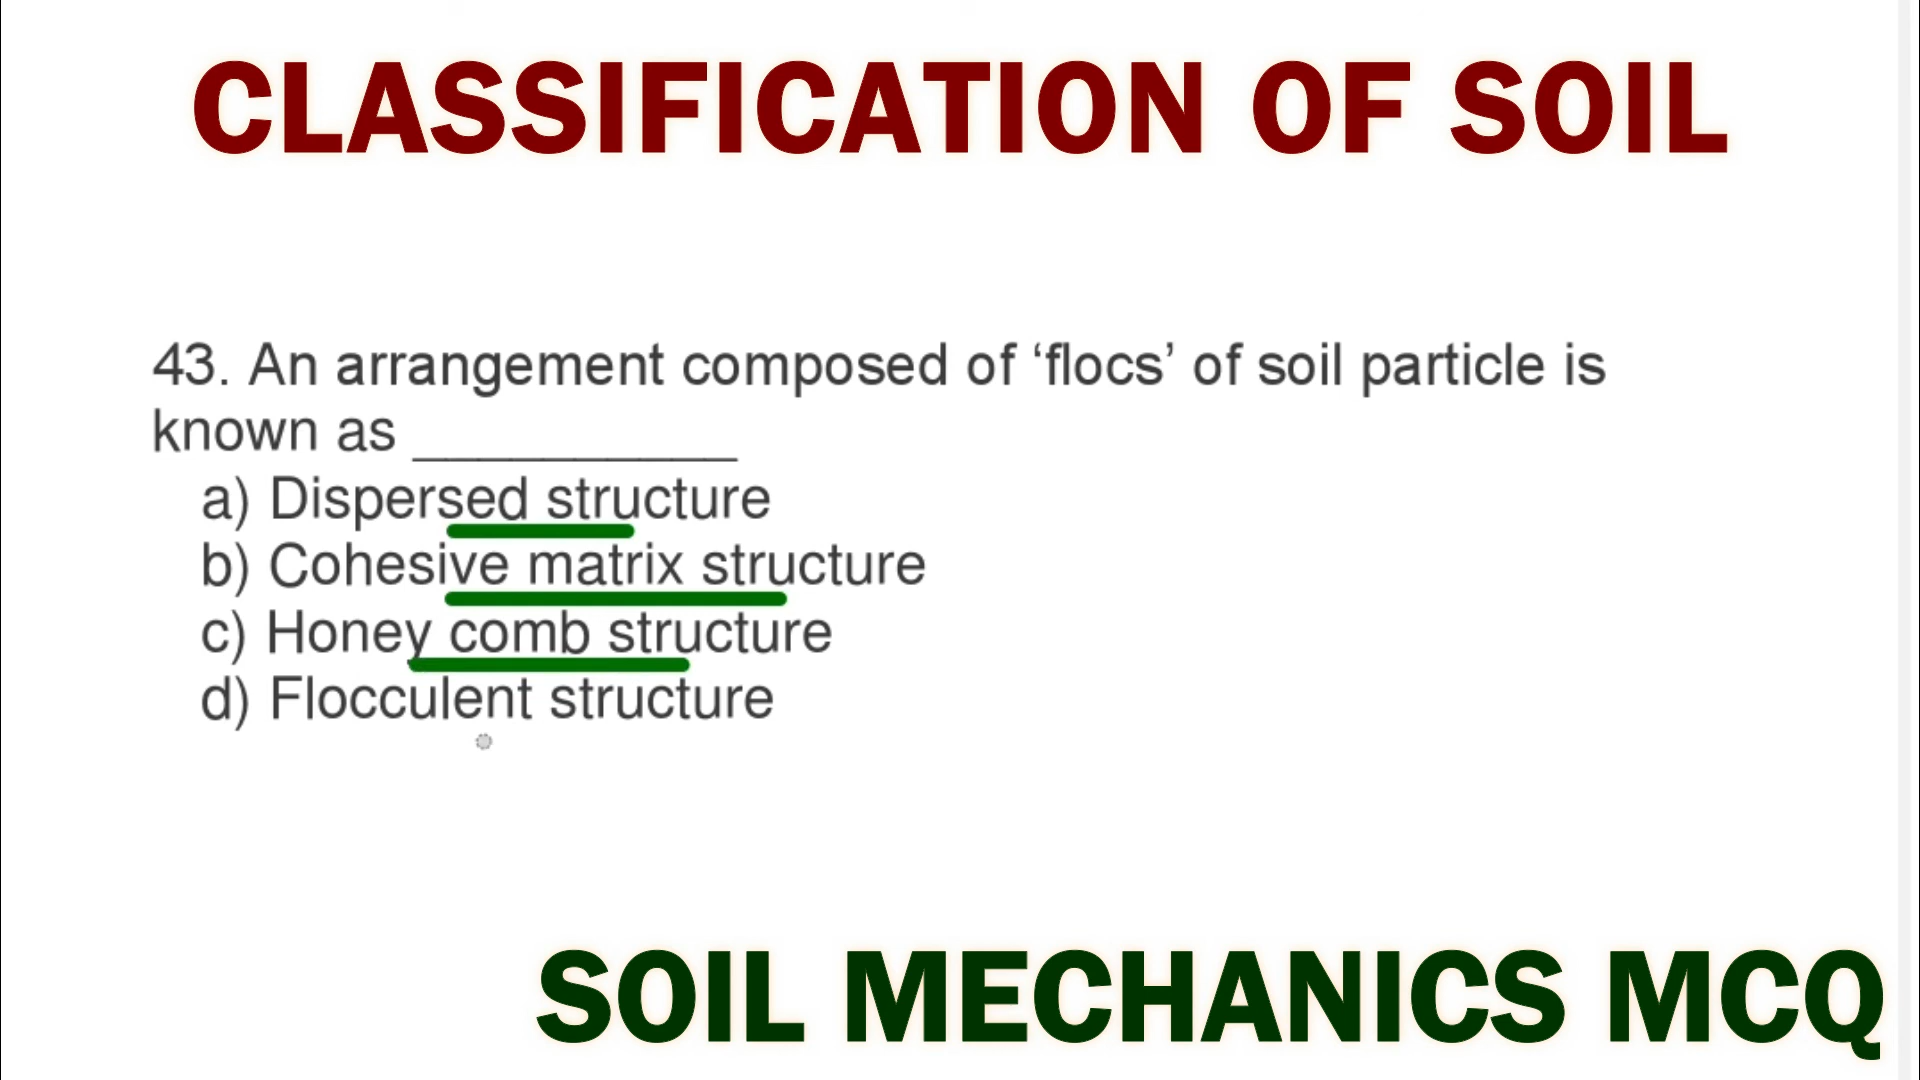 CLASSIFICATION OF SOIL
43. An arrangement composed of ‘flocs’ of soil particle is
known as __________
a) Dispersed structure
b) Cohesive matrix structure
c) Honey comb structure
d) Flocculent structure
SOIL MECHANICS MCQ